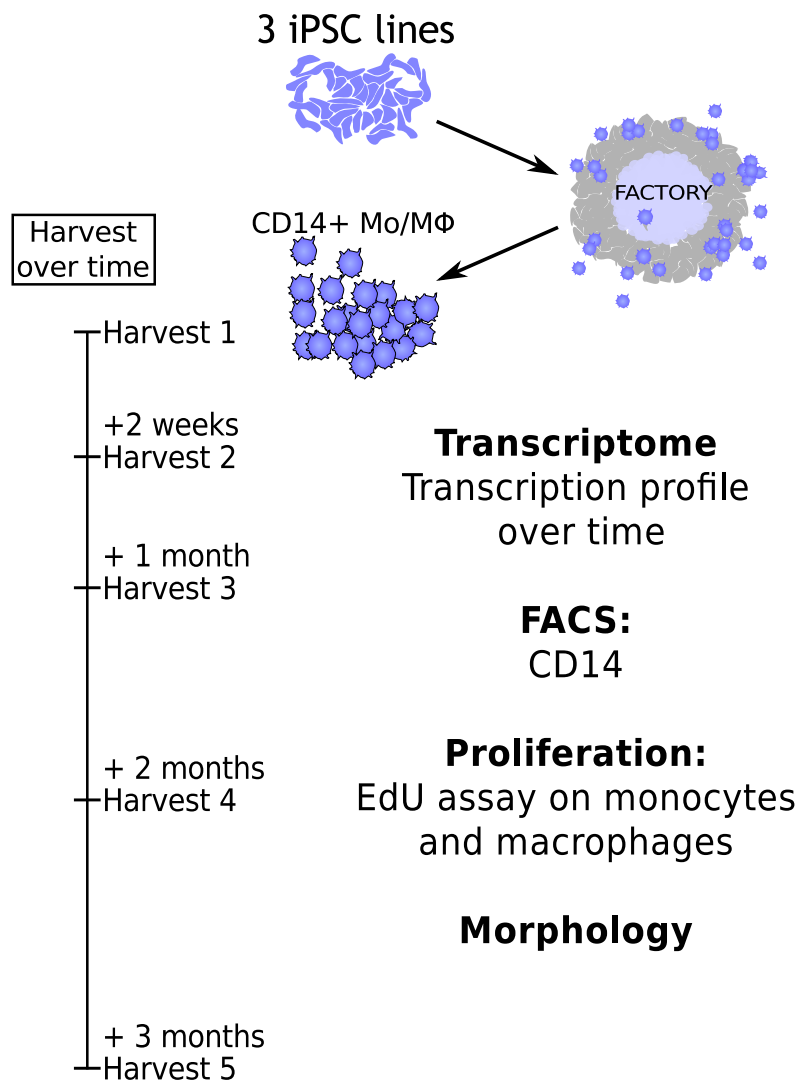 3 iPSC lines
FACTORY
CD14+ Mo/MΦ
Harvest
over time
Harvest 1
+2 weeks
Harvest 2
+ 1 month
Harvest 3
+ 2 months
Harvest 4
+ 3 months
Harvest 5
Transcriptome
Transcription profile
over time
FACS:
CD14
Proliferation:
EdU assay on monocytes
and macrophages
Morphology